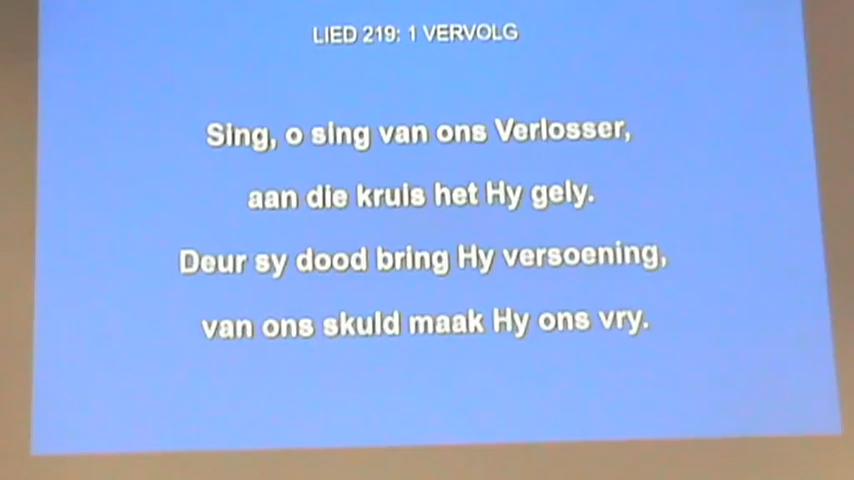 LIED 219: 1 VERVOLG
Sing, o sing van ons Verlosser,
aan die kruis het Hy gely.
Deur sy dood bring Hy versoening,
van ons skuld maak Hy ons vry.